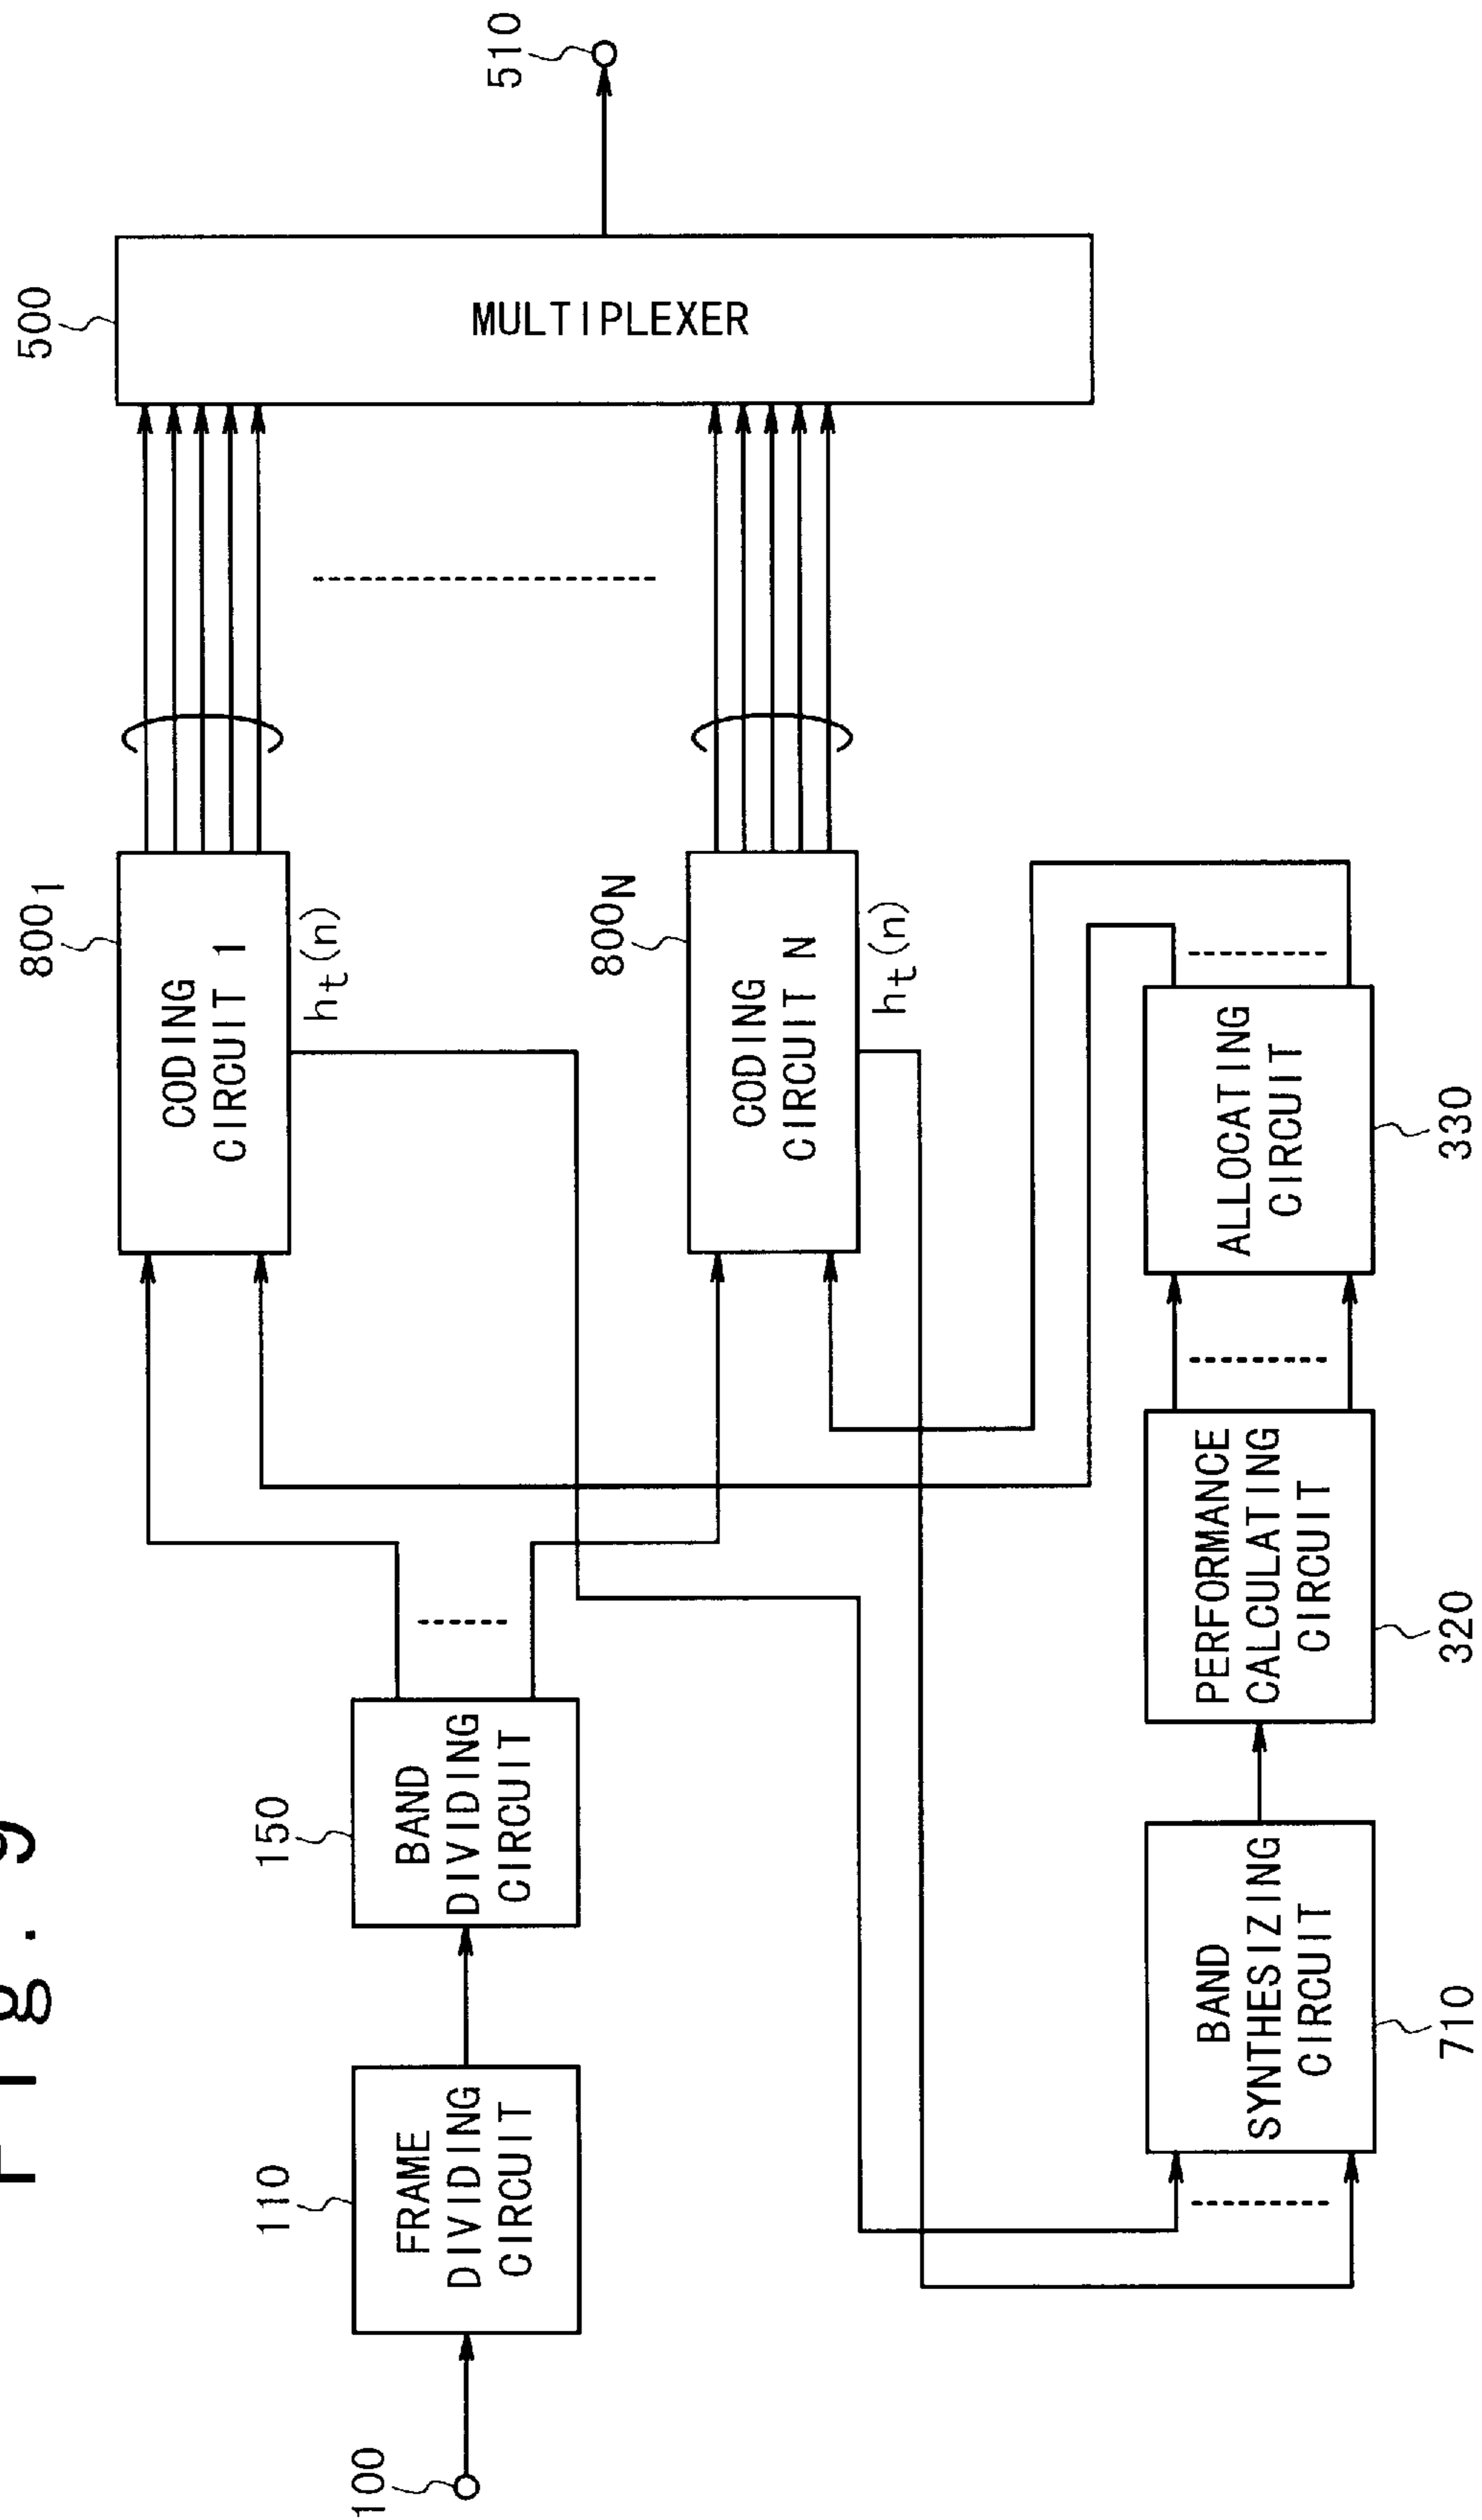 Fig. 9
100
110
FRAME
DIVIDING
CIRCUIT
150
BAND
DIVIDING
CIRCUIT
800₁
CODING
CIRCUIT 1
ht(n)
800N
CODING
CIRCUIT N
ht(n)
500
MULTIPLEXER
510
BAND
SYNTHESIZING
CIRCUIT
710
PERFORMANCE
CALCULATING
CIRCUIT
320
ALLOCATING
CIRCUIT
330